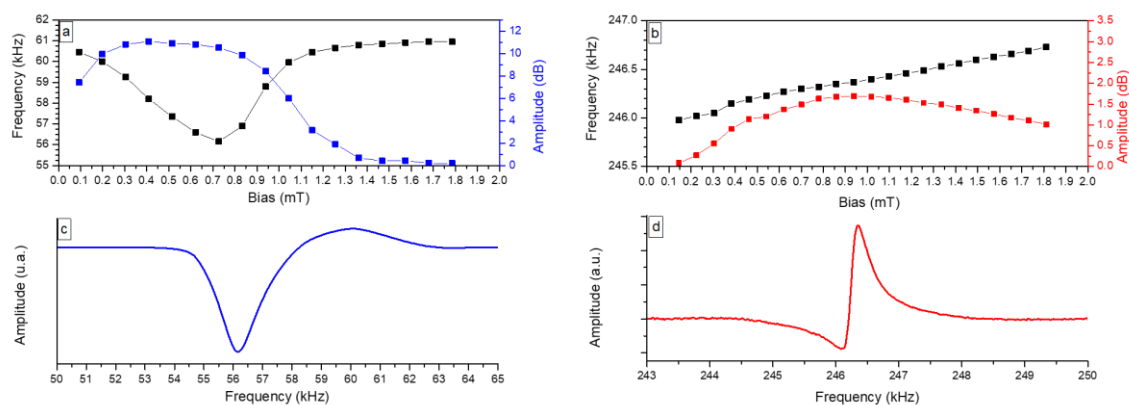 a
62
61
60
59
58
57
56
55
Frequency (kHz)
12
10
8
6
4
2
0
Amplitude (dB)
0.0 0.1 0.2 0.3 0.4 0.5 0.6 0.7 0.8 0.9 1.0 1.2 1.3 1.4 1.5 1.6 1.7 1.8 1.9 2.0
Bias (mT)
b
247.0
246.5
246.0
245.5
Frequency (kHz)
3.5
3.0
2.5
2.0
1.5
1.0
0.5
0.0
Amplitude (dB)
0.0 0.1 0.2 0.3 0.4 0.5 0.6 0.7 0.8 0.9 1.0 1.1 1.2 1.3 1.4 1.5 1.6 1.7 1.8 1.9 2.0
Bias (mT)
c
Amplitude (u.a.)
50 51 52 53 54 55 56 57 58 59 60 61 62 63 64 65
Frequency (kHz)
d
Amplitude (a.u.)
243 244 245 246 247 248 249 250
Frequency (kHz)